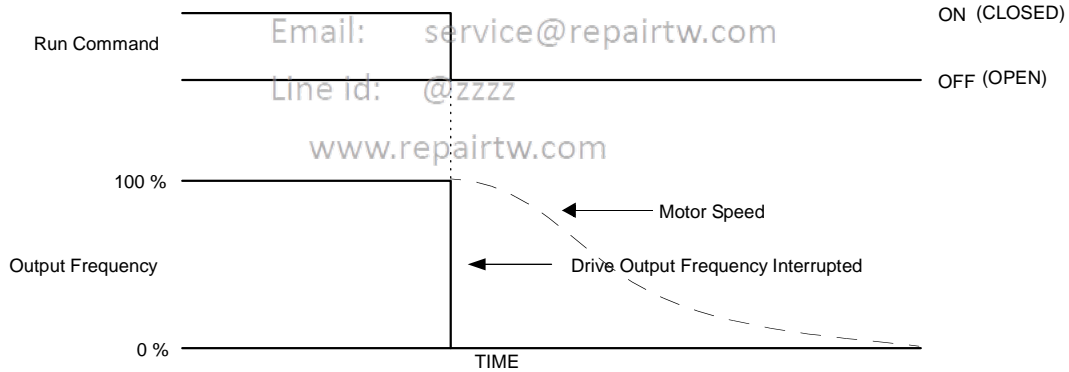 ON (CLOSED)
Run Command
Email: service@repairtw.com
OFF (OPEN)
Line id: @zzzz
www.repairtw.com
100 %
Motor Speed
Output Frequency
Drive Output Frequency Interrupted
0 %
TIME